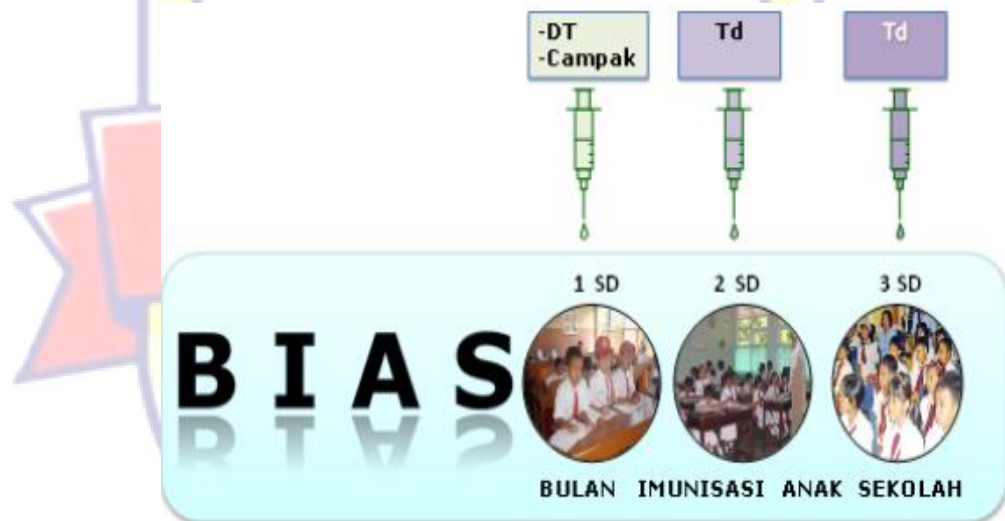 -DT
-Campak
Td
Td
1 SD
2 SD
3 SD
BIAS
BULAN IMUNISASI ANAK SEKOLAH